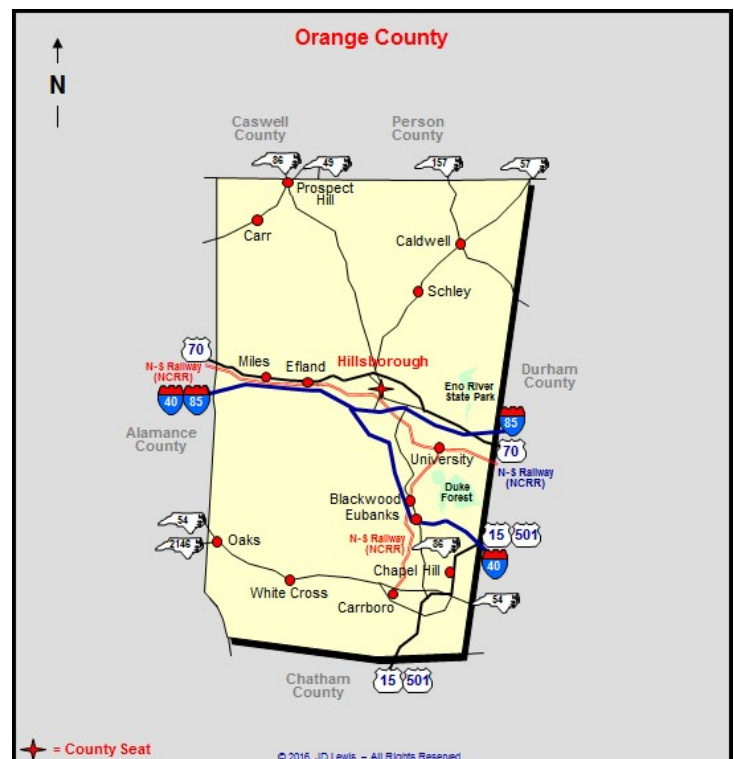 Orange County
N
Caswell
County
Person
County
86
49
157
57
Prospect
Hill
Carr
Caldwell
Schley
70
N-S Railway
(NCRR)
Miles
Efland
Hillsborough
40
85
Alamance
County
Eno River
State Park
Durham
County
85
70
University
N-S Railway
(NCRR)
Duke
Forest
Blackwood
Eubanks
54
2146
Oaks
N-S Railway
(NCRR)
86
15
501
40
Chapel Hill
White Cross
Carrboro
54
Chatham
County
15
501
= County Seat
© 2016 JD Lewis – All Rights Reserved